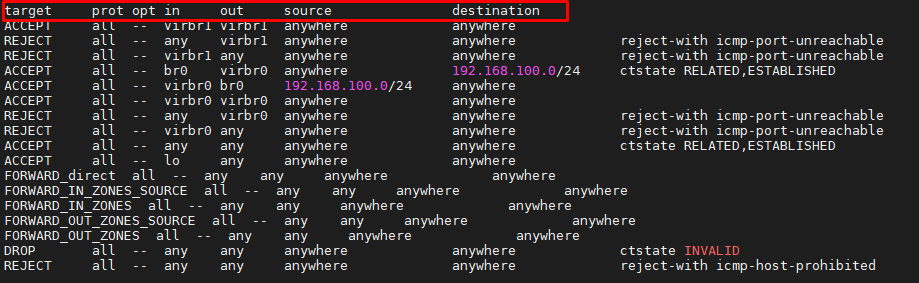 target prot opt in out source destination
ACCEPT all -- virbr1 virbr1 anywhere anywhere
REJECT all -- any virbr1 anywhere anywhere reject-with icmp-port-unreachable
REJECT all -- virbr1 any anywhere anywhere reject-with icmp-port-unreachable
ACCEPT all -- br0 virbr0 anywhere 192.168.100.0/24 ctstate RELATED,ESTABLISHED
ACCEPT all -- virbr0 br0 192.168.100.0/24 anywhere
ACCEPT all -- virbr0 virbr0 anywhere anywhere
REJECT all -- any virbr0 anywhere anywhere reject-with icmp-port-unreachable
REJECT all -- virbr0 any anywhere anywhere reject-with icmp-port-unreachable
ACCEPT all -- any any anywhere anywhere ctstate RELATED,ESTABLISHED
ACCEPT all -- lo any anywhere anywhere
FORWARD_direct all -- any any anywhere anywhere
FORWARD_IN_ZONES_SOURCE all -- any any anywhere anywhere
FORWARD_IN_ZONES all -- any any anywhere anywhere
FORWARD_OUT_ZONES_SOURCE all -- any any anywhere anywhere
FORWARD_OUT_ZONES all -- any any anywhere anywhere
DROP all -- any any anywhere anywhere ctstate INVALID
REJECT all -- any any anywhere anywhere reject-with icmp-host-prohibited